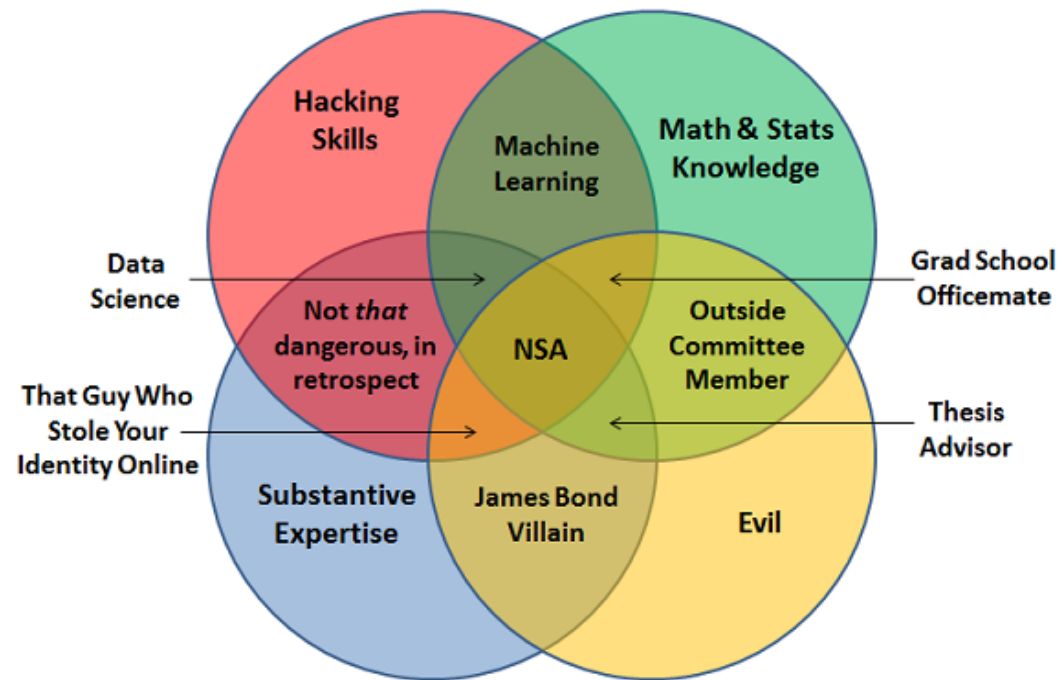 Hacking
Skills
Math & Stats
Knowledge
Machine
Learning
Data
Science
Grad School
Officemate
Not that
dangerous, in
retrospect
NSA
Outside
Committee
Member
That Guy Who
Stole Your
Identity Online
Thesis
Advisor
Substantive
Expertise
James Bond
Villain
Evil